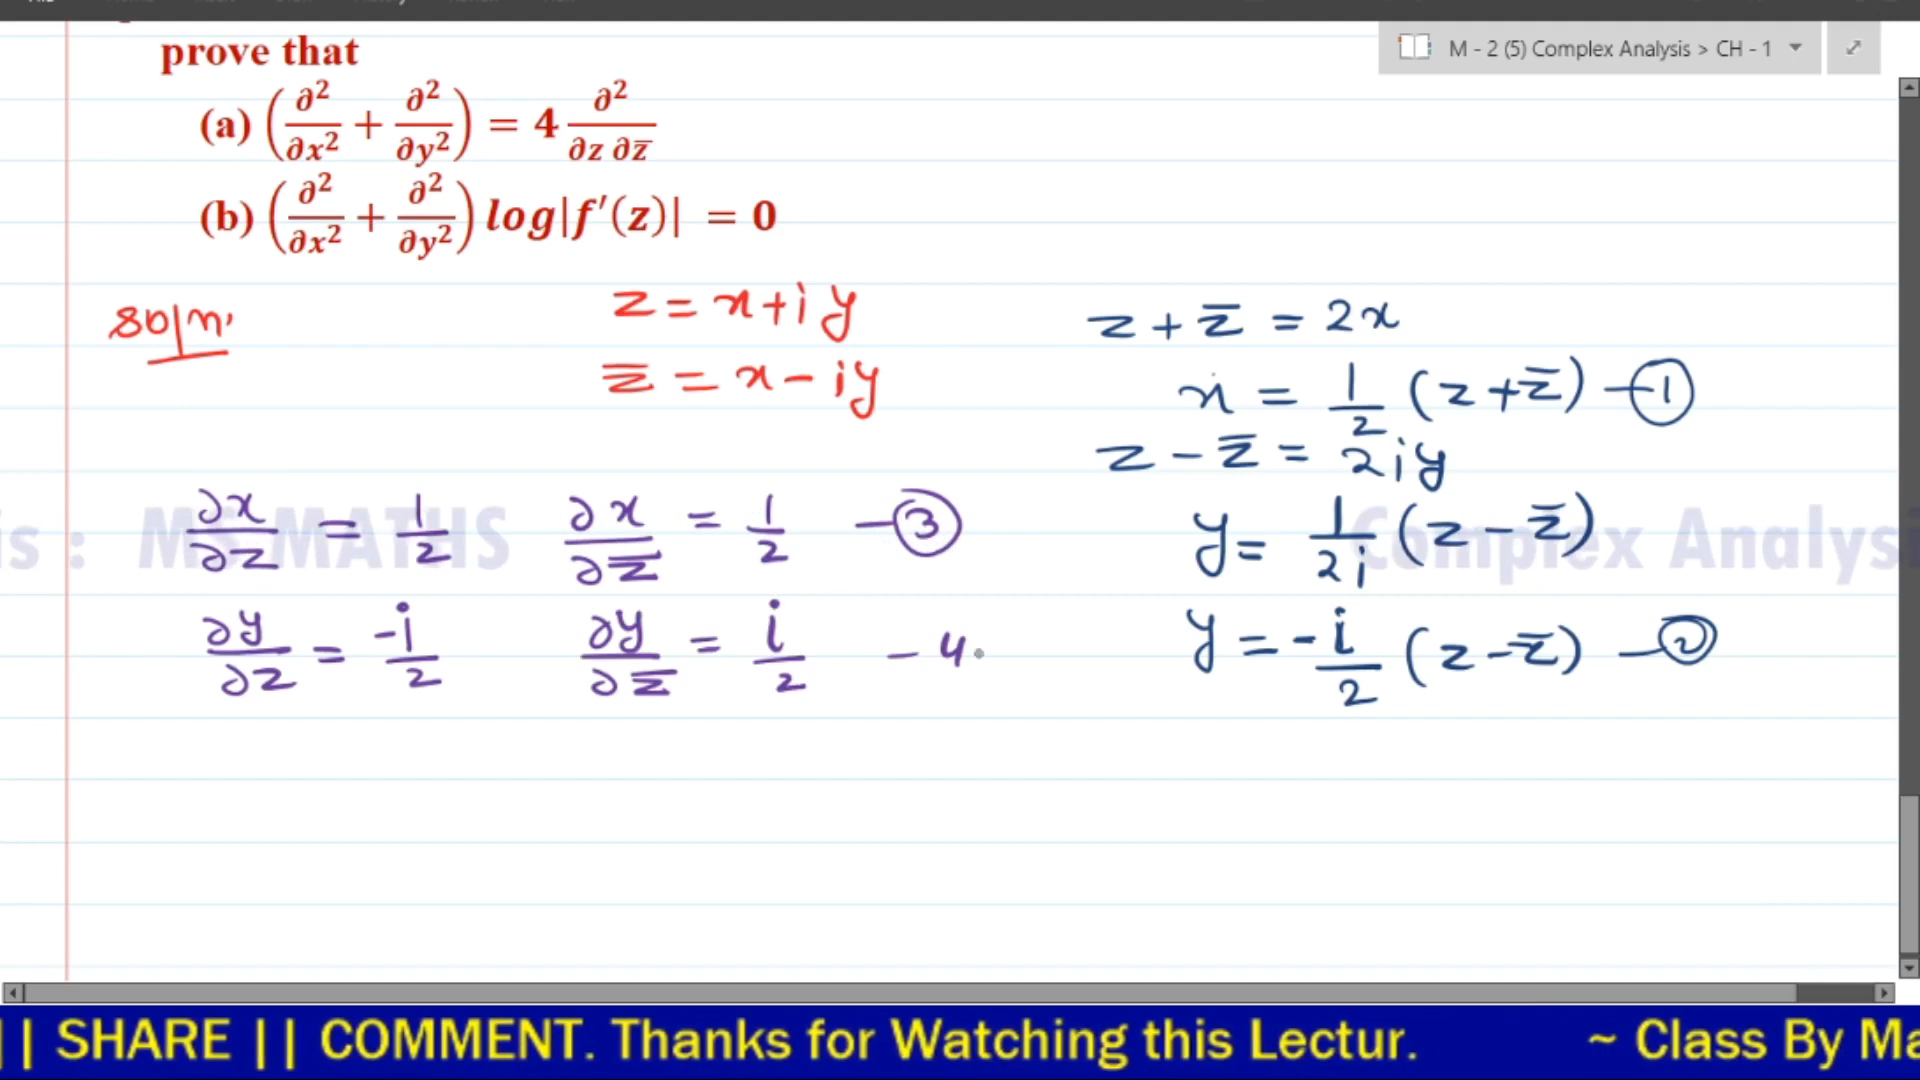 M - 2 (5) Complex Analysis > CH - 1
prove that
(a) (∂²/∂x² + ∂²/∂y²) = 4 ∂²/∂z ∂z̅
(b) (∂²/∂x² + ∂²/∂y²) log|f′(z)| = 0
Soln.
z = x + iy
z̅ = x - iy
z + z̅ = 2x
x = 1/2 (z + z̅) — ①
z - z̅ = 2iy
y = 1/2i (z - z̅)
y = -i/2 (z - z̅) — ②
∂x/∂z = 1/2 ∂x/∂z̅ = 1/2 — ③
∂y/∂z = -i/2 ∂y/∂z̅ = i/2 — 4
is : MS MATHS Complex Analysi
| | SHARE | | COMMENT. Thanks for Watching this Lectur. ~ Class By Ma